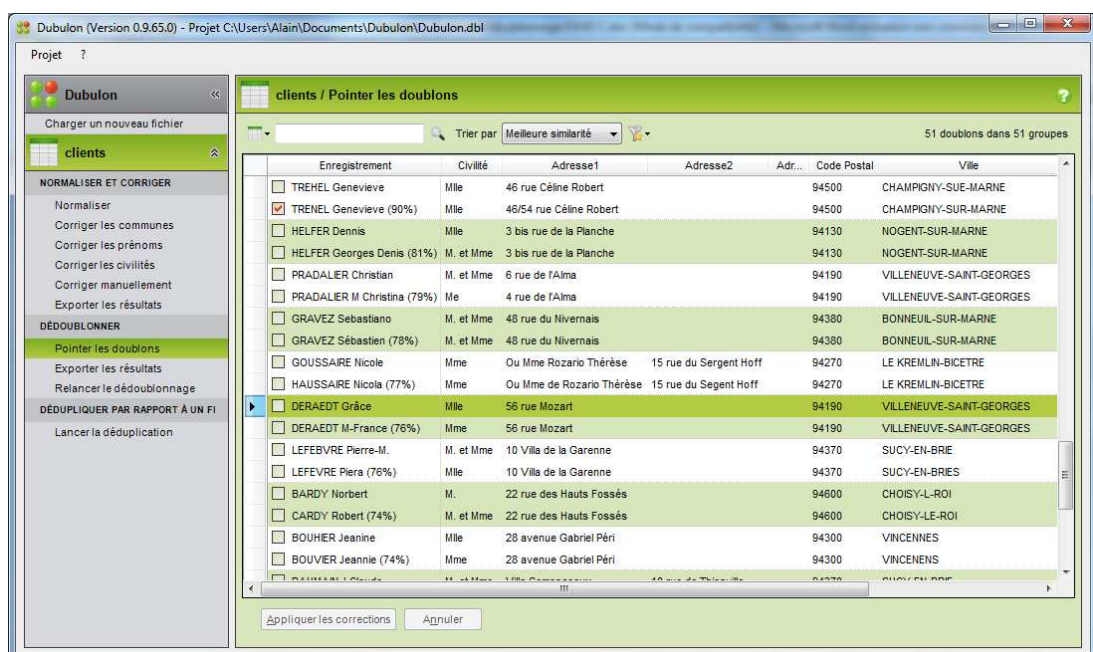 Dubulon (Version 0.9.65.0) - Projet C:\Users\Alain\Documents\Dubulon\Dubulon.dbl
Projet ?
Dubulon «
Charger un nouveau fichier
clients
NORMALISER ET CORRIGER
Normaliser
Corriger les communes
Corriger les prénoms
Corriger les civilités
Corriger manuellement
Exporter les résultats
DÉDOUBLONNER
Pointer les doublons
Exporter les résultats
Relancer le dédoublonnage
DÉDUPLIQUER PAR RAPPORT À UN FI
Lancer la déduplication
clients / Pointer les doublons ?
Trier par Meilleure similarité 51 doublons dans 51 groupes
Enregistrement Civilité Adresse1 Adresse2 Adr... Code Postal Ville
TREHEL Genevieve Mlle 46 rue Céline Robert 94500 CHAMPIGNY-SUE-MARNE
TRENEL Genevieve (90%) Mlle 46/54 rue Céline Robert 94500 CHAMPIGNY-SUR-MARNE
HELFER Dennis Mlle 3 bis rue de la Planche 94130 NOGENT-SUR-MARNE
HELFER Georges Denis (81%) M. et Mme 3 bis rue de la Planche 94130 NOGENT-SUR-MARNE
PRADALIER Christian M. et Mme 6 rue de l'Alma 94190 VILLENEUVE-SAINT-GEORGES
PRADALIER M Christina (79%) Me 4 rue de l'Alma 94190 VILLENEUVE-SAINT-GEORGES
GRAVEZ Sebastiano M. et Mme 48 rue du Nivernais 94380 BONNEUIL-SUR-MARNE
GRAVEZ Sébastien (78%) M. et Mme 48 rue du Nivernais 94380 BONNEUIL-SUR-MARNE
GOUSSAIRE Nicole Mme Ou Mme Rozario Thérèse 15 rue du Sergent Hoff 94270 LE KREMLIN-BICETRE
HAUSSAIRE Nicola (77%) Mme Ou Mme de Rozario Thérèse 15 rue du Segent Hoff 94270 LE KREMLIN-BICETRE
DERAEDT Grâce Mlle 56 rue Mozart 94190 VILLENEUVE-SAINT-GEORGES
DERAEDT M-France (76%) Mme 56 rue Mozart 94190 VILLENEUVE-SAINT-GEORGES
LEFEBVRE Pierre-M. M. et Mme 10 Villa de la Garenne 94370 SUCY-EN-BRIE
LEFEVRE Piera (76%) Mlle 10 Villa de la Garenne 94370 SUCY-EN-BRIES
BARDY Norbert M. 22 rue des Hauts Fossés 94600 CHOISY-L-ROI
CARDY Robert (74%) M. et Mme 22 rue des Hauts Fossés 94600 CHOISY-LE-ROI
BOUHIER Jeanine Mlle 28 avenue Gabriel Péri 94300 VINCENNES
BOUVIER Jeannie (74%) Mme 28 avenue Gabriel Péri 94300 VINCENENS
Appliquer les corrections Annuler